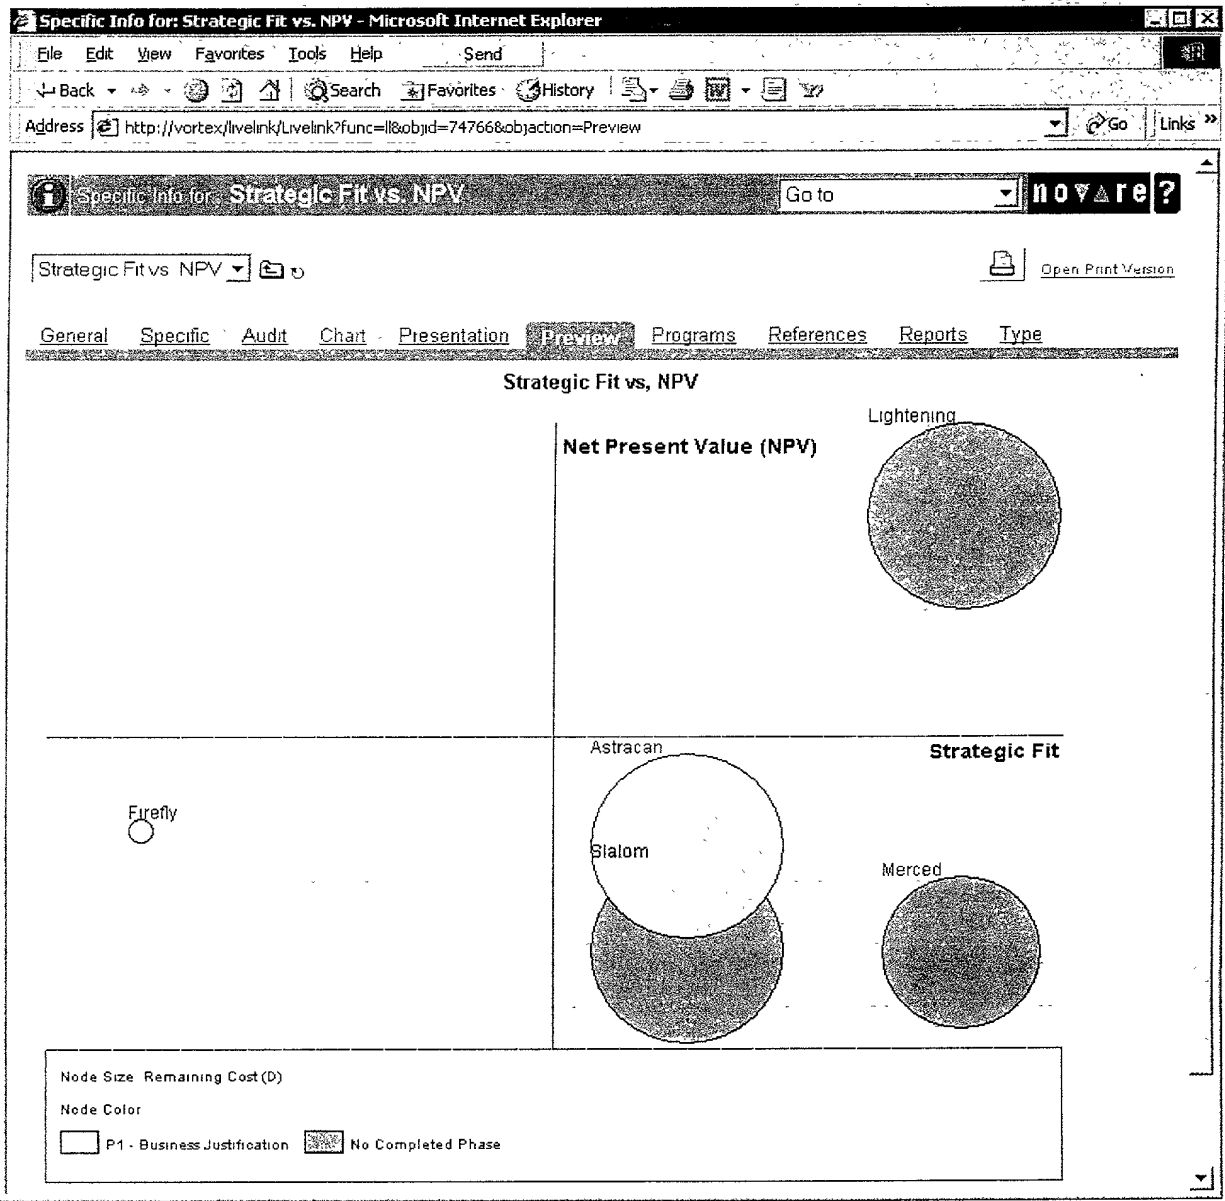 Specific Info for: Strategic Fit vs. NPV - Microsoft Internet Explorer
File Edit View Favorites Tools Help Send
Back Search Favorites History
Address http://vortex/livelink/Livelink?func=ll&objid=74766&objaction=Preview Go Links »
Specific Info for: Strategic Fit vs. NPV Go to novare ?
Strategic Fit vs NPV Open Print Version
General Specific Audit Chart Presentation Preview Programs References Reports Type
Strategic Fit vs, NPV
Lightening
Net Present Value (NPV)
Astracan Strategic Fit
Firefly
Slalom
Merced
Node Size Remaining Cost (D)
Node Color
P1 - Business Justification No Completed Phase